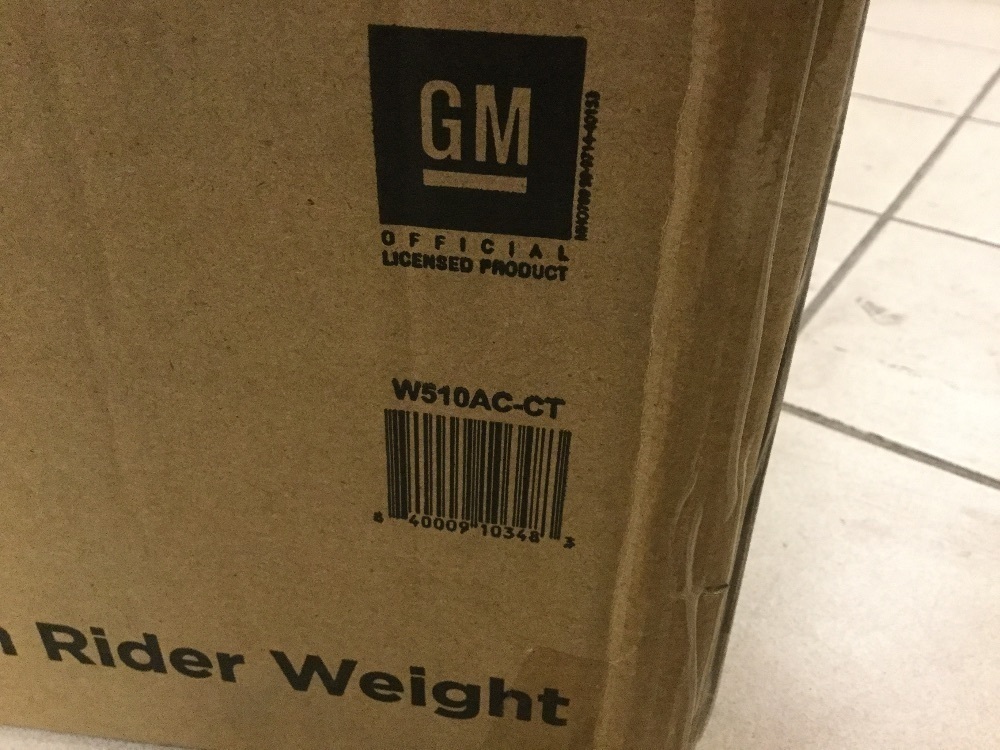 GM
OFFICIAL
LICENSED PRODUCT
W510AC-CT
8 40009 10348 3
Rider Weight